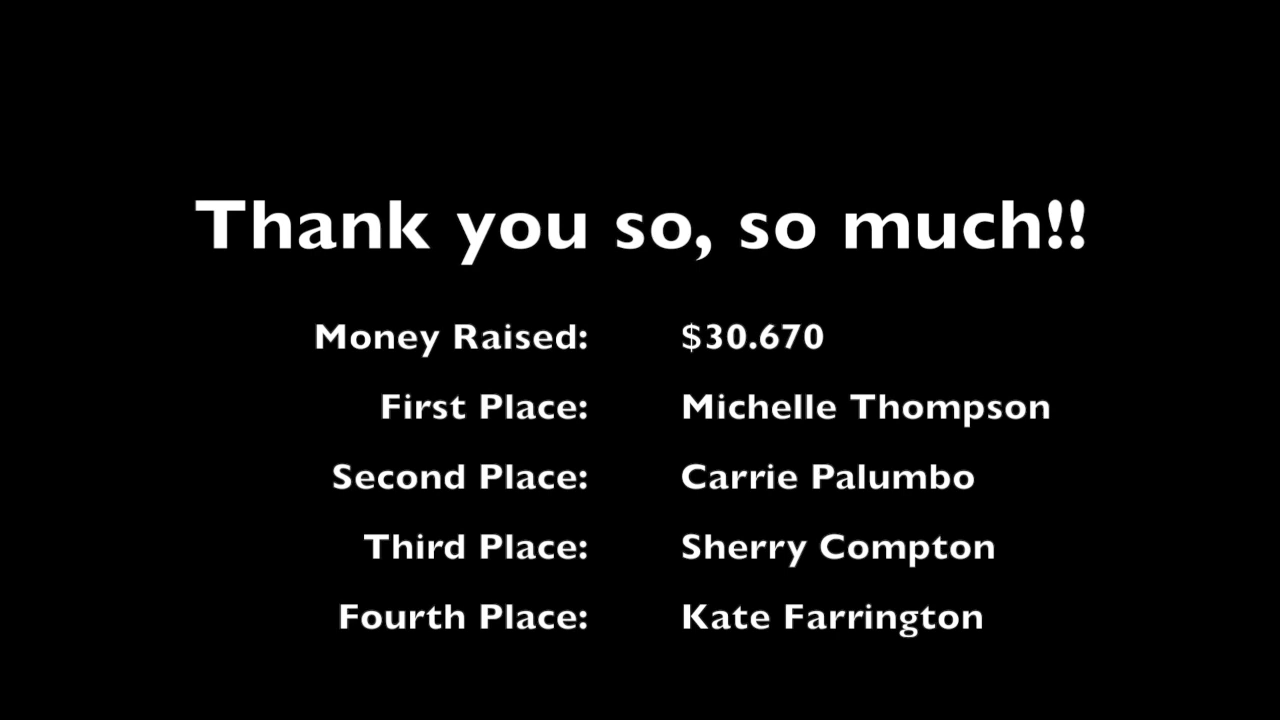 Thank you so, so much!!
Money Raised: $30.670
First Place: Michelle Thompson
Second Place: Carrie Palumbo
Third Place: Sherry Compton
Fourth Place: Kate Farrington